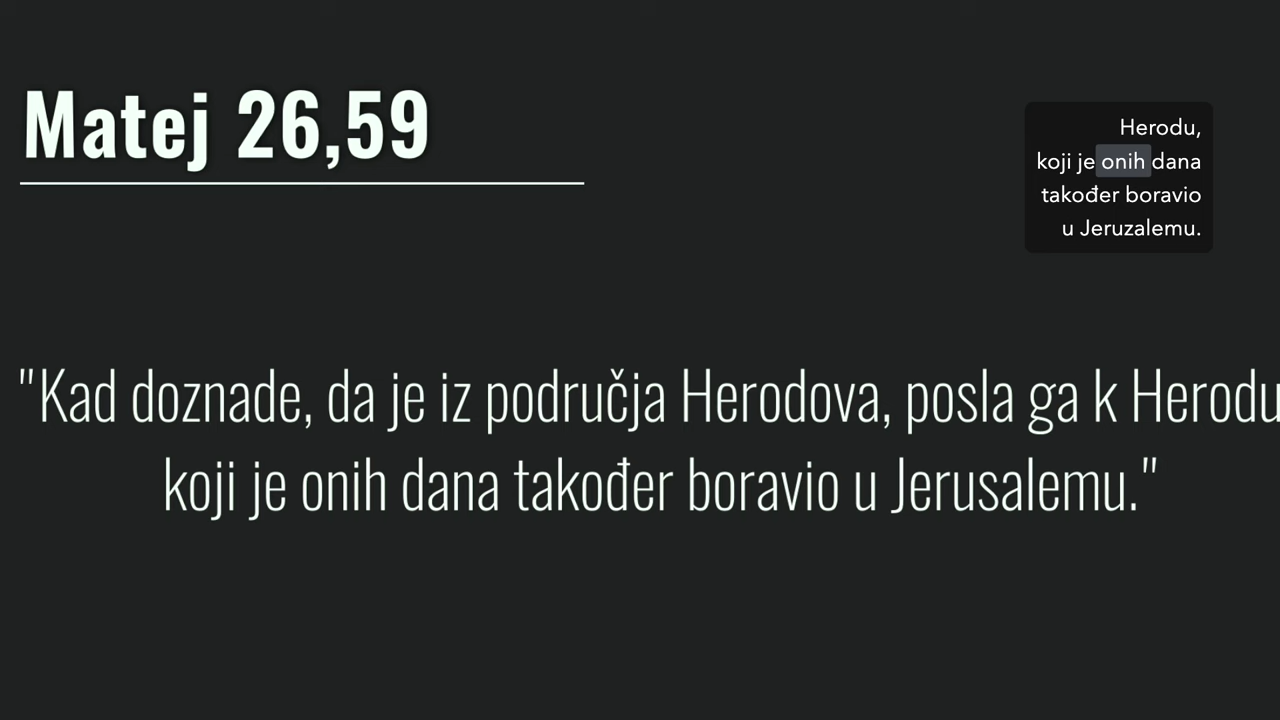 Matej 26,59
Herodu,
koji je onih dana
također boravio
u Jeruzalemu.
"Kad doznade, da je iz područja Herodova, posla ga k Herodu
koji je onih dana također boravio u Jerusalemu."